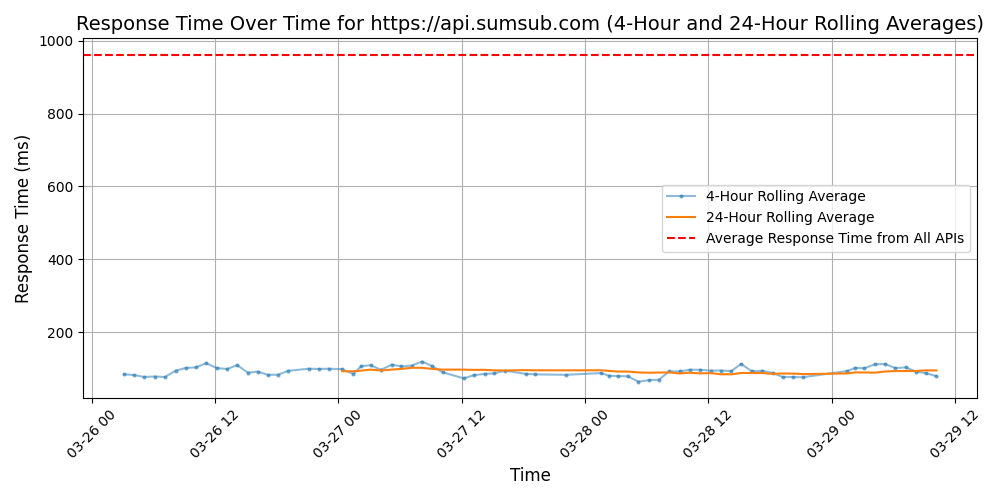 Response Time Over Time for https://api.sumsub.com (4-Hour and 24-Hour Rolling Averages)
Response Time (ms)
1000
800
600
400
200
4-Hour Rolling Average
24-Hour Rolling Average
Average Response Time from All APIs
03-26 00
03-26 12
03-27 00
03-27 12
03-28 00
03-28 12
03-29 00
03-29 12
Time